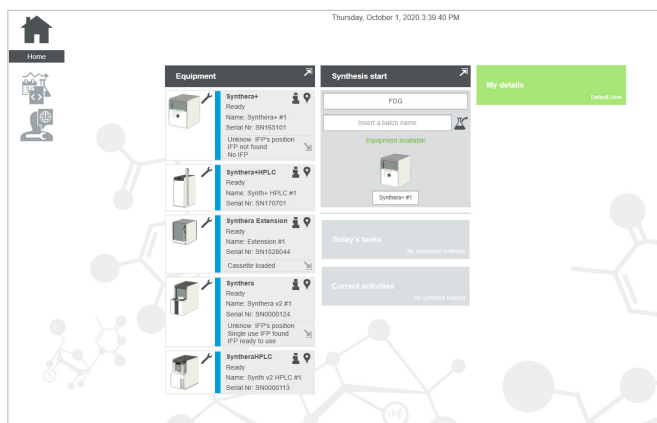 Thursday, October 1, 2020 3:39:40 PM
Home
Equipment
Synthera+
Ready
Name: Synthera+ #1
Serial Nr: SN165101
Unknow IFP's position
IFP not found
No IFP
Synthera+HPLC
Ready
Name: Synth+ HPLC #1
Serial Nr: SN170701
Synthera Extension
Ready
Name: Extension #1
Serial Nr: SN1528044
Cassette loaded
Synthera
Ready
Name: Synthera v2 #1
Serial Nr: SN0000124
Unknow IFP's position
Single use IFP found
IFP ready to use
SyntheraHPLC
Ready
Name: Synth v2 HPLC #1
Serial Nr: SN0000113
Synthesis start
FDG
Insert a batch name
Equipment available
Synthera+ #1
Today's tasks
No scheduled synthesis
Current activities
No synthesis running
My details
Default User
18F